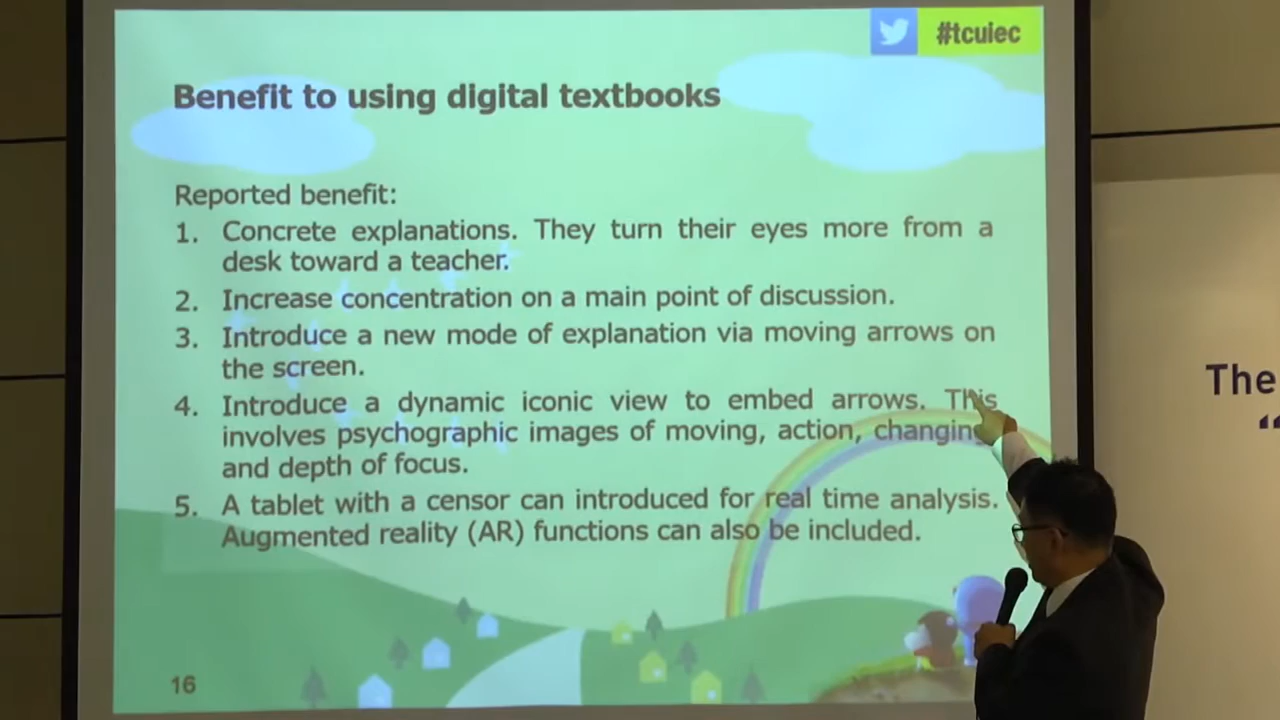 #tcuiec
Benefit to using digital textbooks
Reported benefit:
1. Concrete explanations. They turn their eyes more from a
desk toward a teacher.
2. Increase concentration on a main point of discussion.
3. Introduce a new mode of explanation via moving arrows on
the screen.
4. Introduce a dynamic iconic view to embed arrows. This
involves psychographic images of moving, action, changing
and depth of focus.
5. A tablet with a censor can introduced for real time analysis.
Augmented reality (AR) functions can also be included.
16
The
“